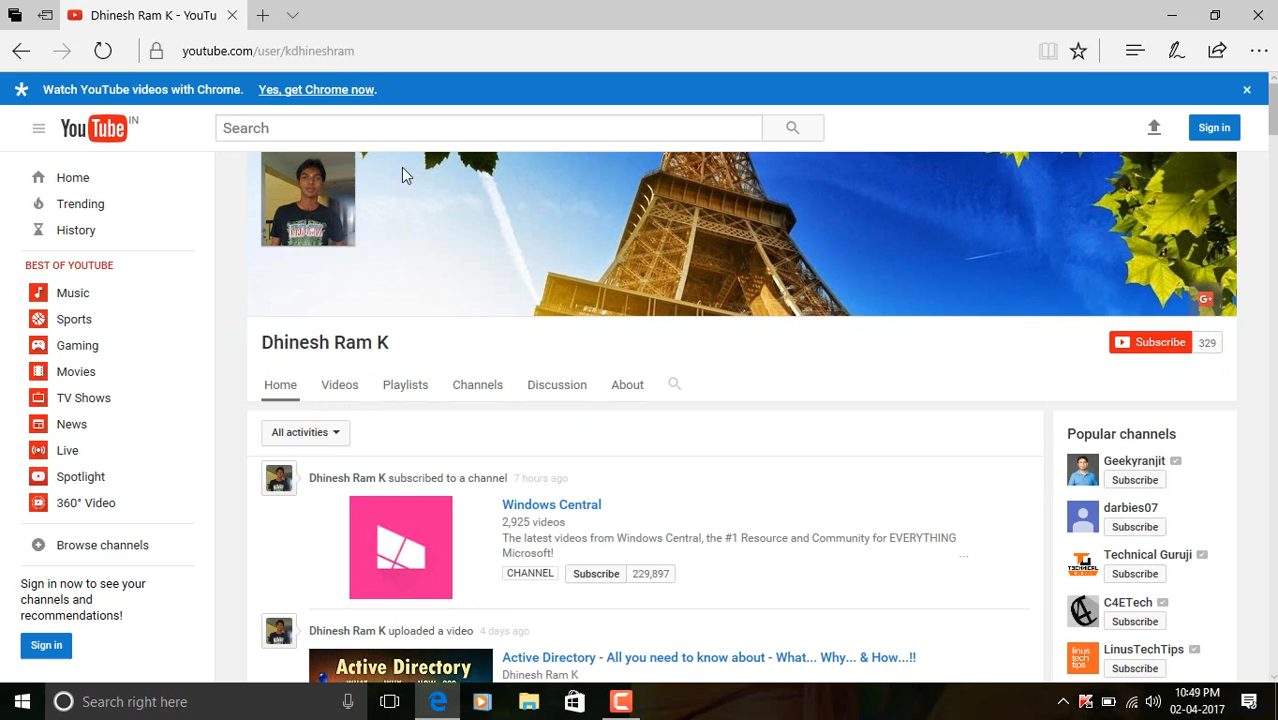 Dhinesh Ram K - YouTu
youtube.com/user/kdhineshram
Watch YouTube videos with Chrome. Yes, get Chrome now.
YouTube IN
Search
Sign in
Home
Trending
History
BEST OF YOUTUBE
Music
Sports
Gaming
Movies
TV Shows
News
Live
Spotlight
360° Video
Browse channels
Sign in now to see your
channels and
recommendations!
Sign in
G+
Dhinesh Ram K
Subscribe 329
Home Videos Playlists Channels Discussion About
All activities
Dhinesh Ram K subscribed to a channel 7 hours ago
Windows Central
2,925 videos
The latest videos from Windows Central, the #1 Resource and Community for EVERYTHING
Microsoft! ...
CHANNEL Subscribe 229,897
Dhinesh Ram K uploaded a video 4 days ago
Active Directory
Active Directory - All you need to know about - What... Why... & How...!!
Dhinesh Ram K
Popular channels
Geekyranjit
Subscribe
darbies07
Subscribe
TECHNICAL
Technical Guruji
Subscribe
C4ETech
Subscribe
linus
tech
tips
LinusTechTips
Subscribe
Search right here
10:49 PM
02-04-2017